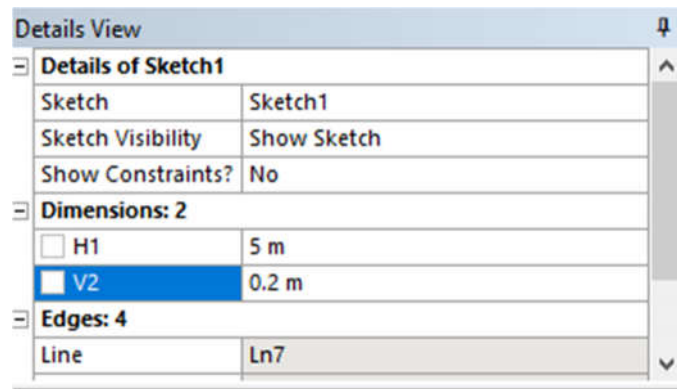 Details View
Details of Sketch1
Sketch Sketch1
Sketch Visibility Show Sketch
Show Constraints? No
Dimensions: 2
H1 5 m
V2 0.2 m
Edges: 4
Line Ln7